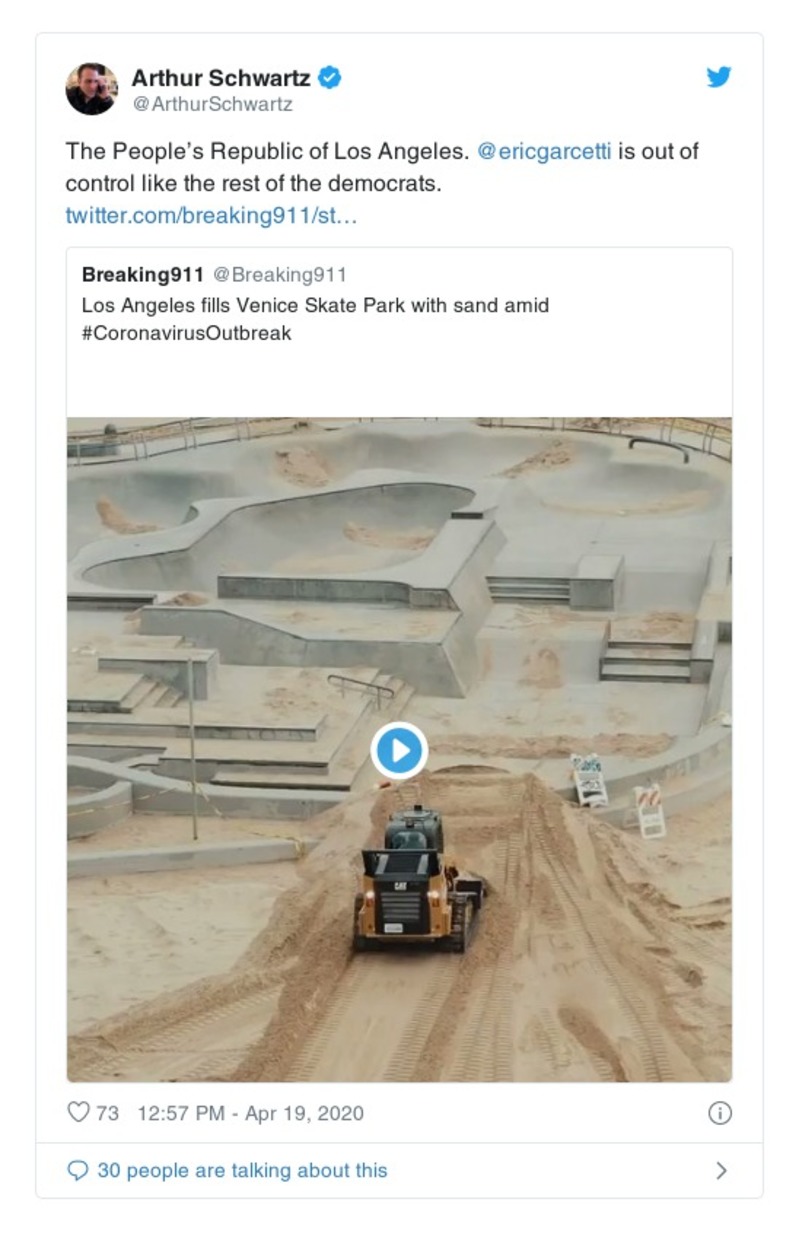 Arthur Schwartz
@ArthurSchwartz
The People’s Republic of Los Angeles. @ericgarcetti is out of
control like the rest of the democrats.
twitter.com/breaking911/st…
Breaking911 @Breaking911
Los Angeles fills Venice Skate Park with sand amid
#CoronavirusOutbreak
CAT
73 12:57 PM - Apr 19, 2020
30 people are talking about this